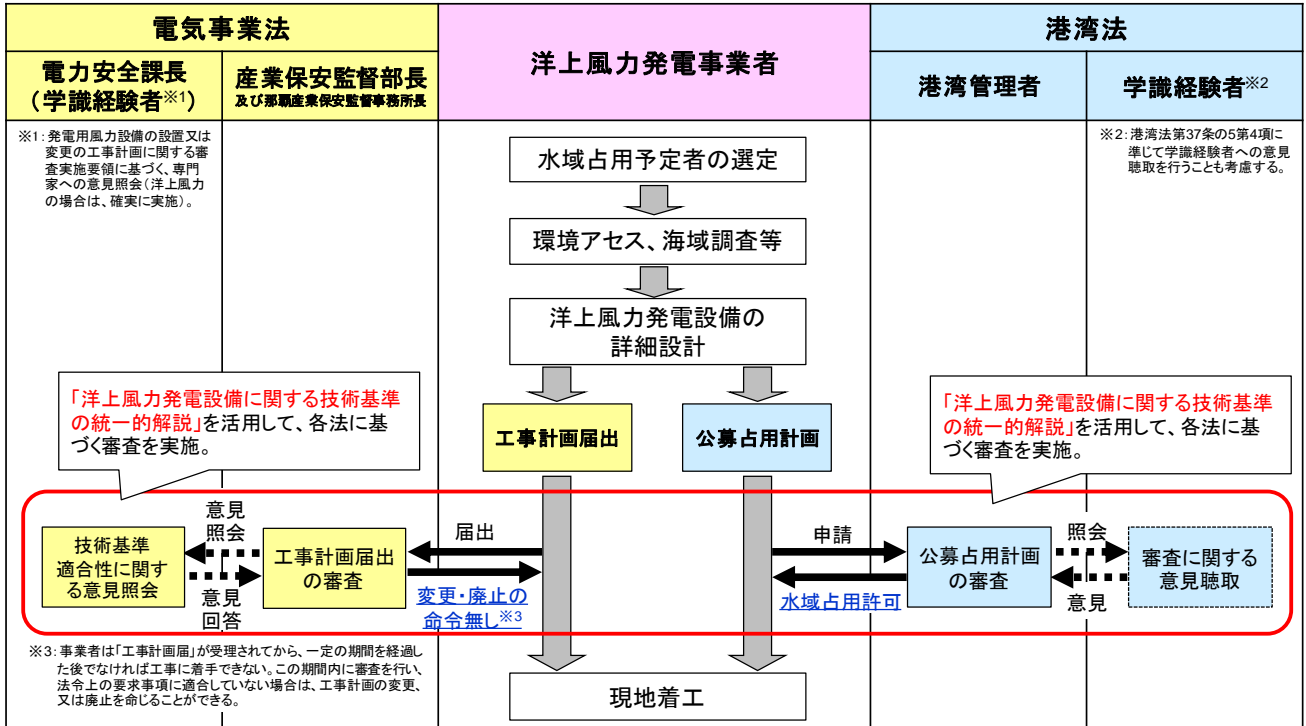 電気事業法
洋上風力発電事業者
港湾法
電力安全課長
（学識経験者※1）
産業保安監督部長
及び那覇産業保安監督事務所長
港湾管理者
学識経験者※2
※1：発電用風力設備の設置又は
変更の工事計画に関する審
査実施要領に基づく、専門
家への意見照会（洋上風力
の場合は、確実に実施）。
※2：港湾法第37条の5第4項に
準じて学識経験者への意見
聴取を行うことも考慮する。
水域占用予定者の選定
環境アセス、海域調査等
洋上風力発電設備の
詳細設計
「洋上風力発電設備に関する技術基準
の統一的解説」を活用して、各法に基
づく審査を実施。
工事計画届出
公募占用計画
「洋上風力発電設備に関する技術基準
の統一的解説」を活用して、各法に基
づく審査を実施。
技術基準
適合性に関す
る意見照会
意見
照会
意見
回答
工事計画届出
の審査
届出
変更・廃止の
命令無し※3
申請
水域占用許可
公募占用計画
の審査
照会
意見
審査に関する
意見聴取
※3：事業者は「工事計画届」が受理されてから、一定の期間を経過し
た後でなければ工事に着手できない。この期間内に審査を行い、
法令上の要求事項に適合していない場合は、工事計画の変更、
又は廃止を命じることができる。
現地着工